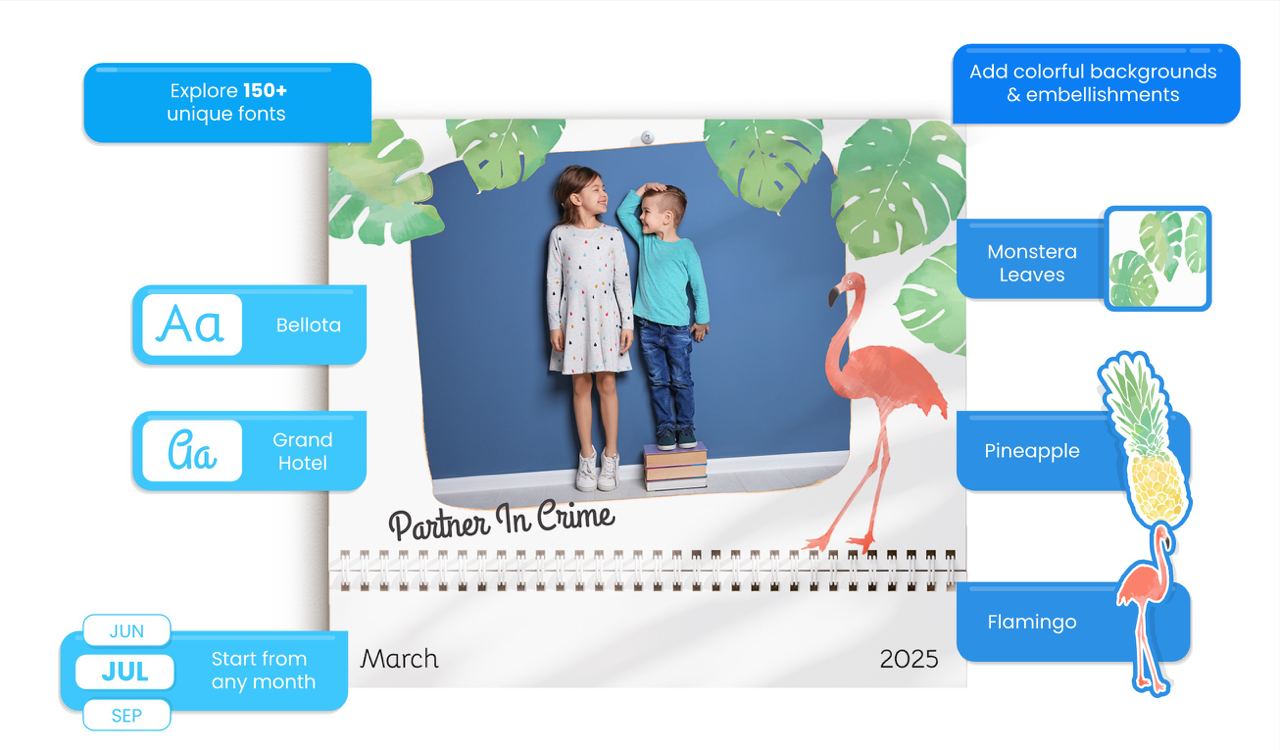 Explore 150+
unique fonts
Add colorful backgrounds
& embellishments
Monstera
Leaves
Aa
Bellota
Aa
Grand
Hotel
Pineapple
Partner In Crime
Flamingo
JUN
JUL
SEP
Start from
any month
March
2025